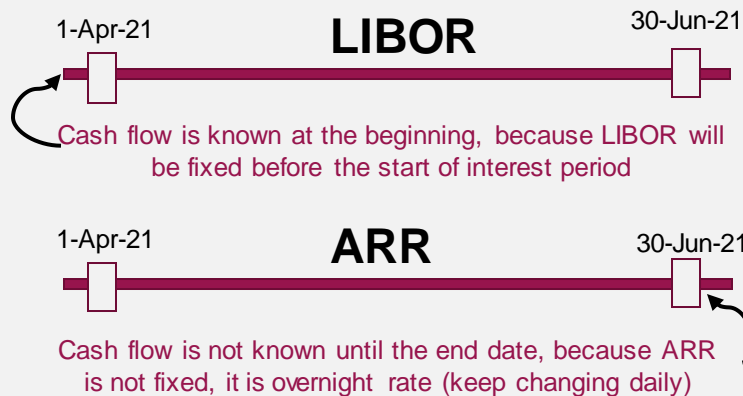 1-Apr-21 LIBOR 30-Jun-21
Cash flow is known at the beginning, because LIBOR will
be fixed before the start of interest period
1-Apr-21 ARR 30-Jun-21
Cash flow is not known until the end date, because ARR
is not fixed, it is overnight rate (keep changing daily)